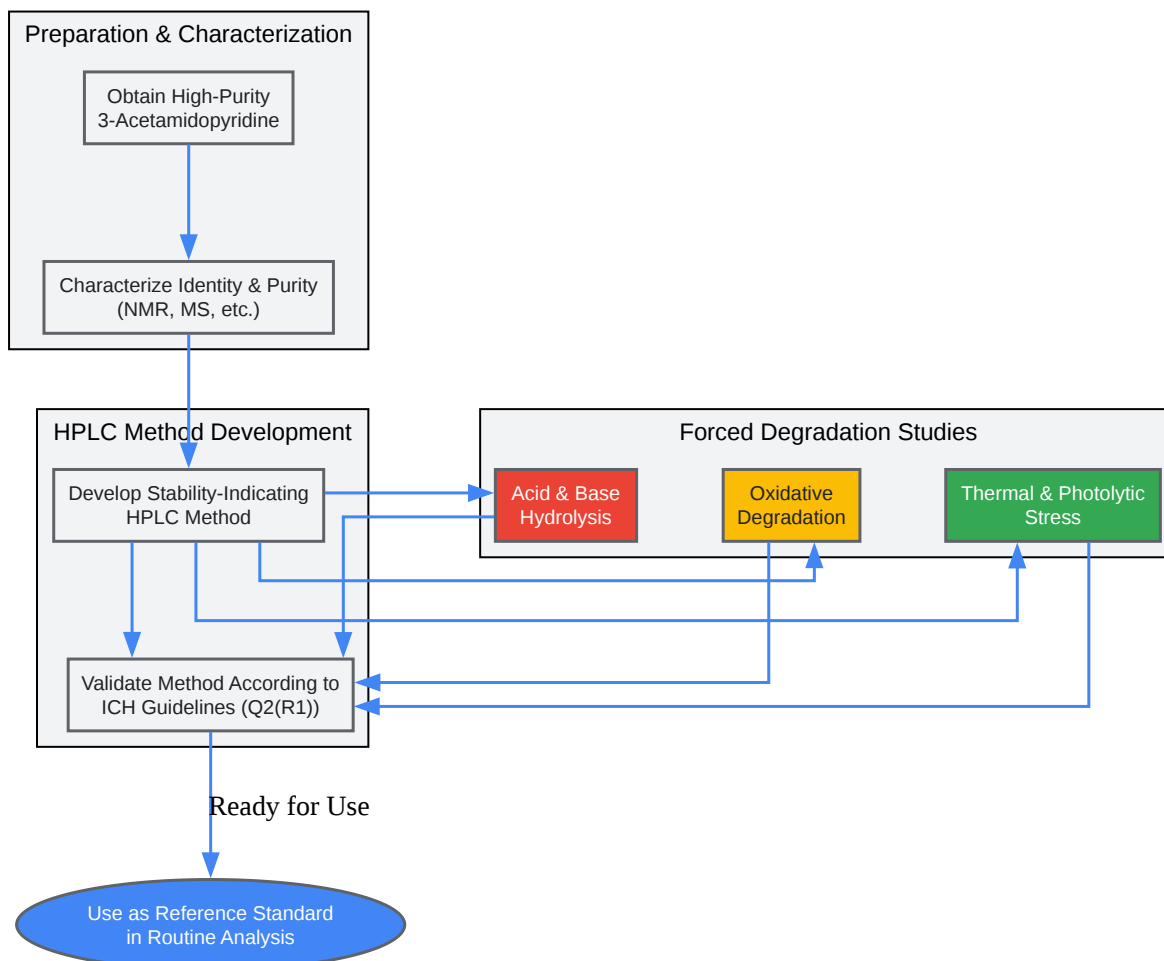 Preparation & Characterization
Obtain High-Purity
3-Acetamidopyridine
Characterize Identity & Purity
(NMR, MS, etc.)
HPLC Method Development
Develop Stability-Indicating
HPLC Method
Forced Degradation Studies
Acid & Base
Hydrolysis
Oxidative
Degradation
Thermal & Photolytic
Stress
Validate Method According to
ICH Guidelines (Q2(R1))
Ready for Use
Use as Reference Standard
in Routine Analysis